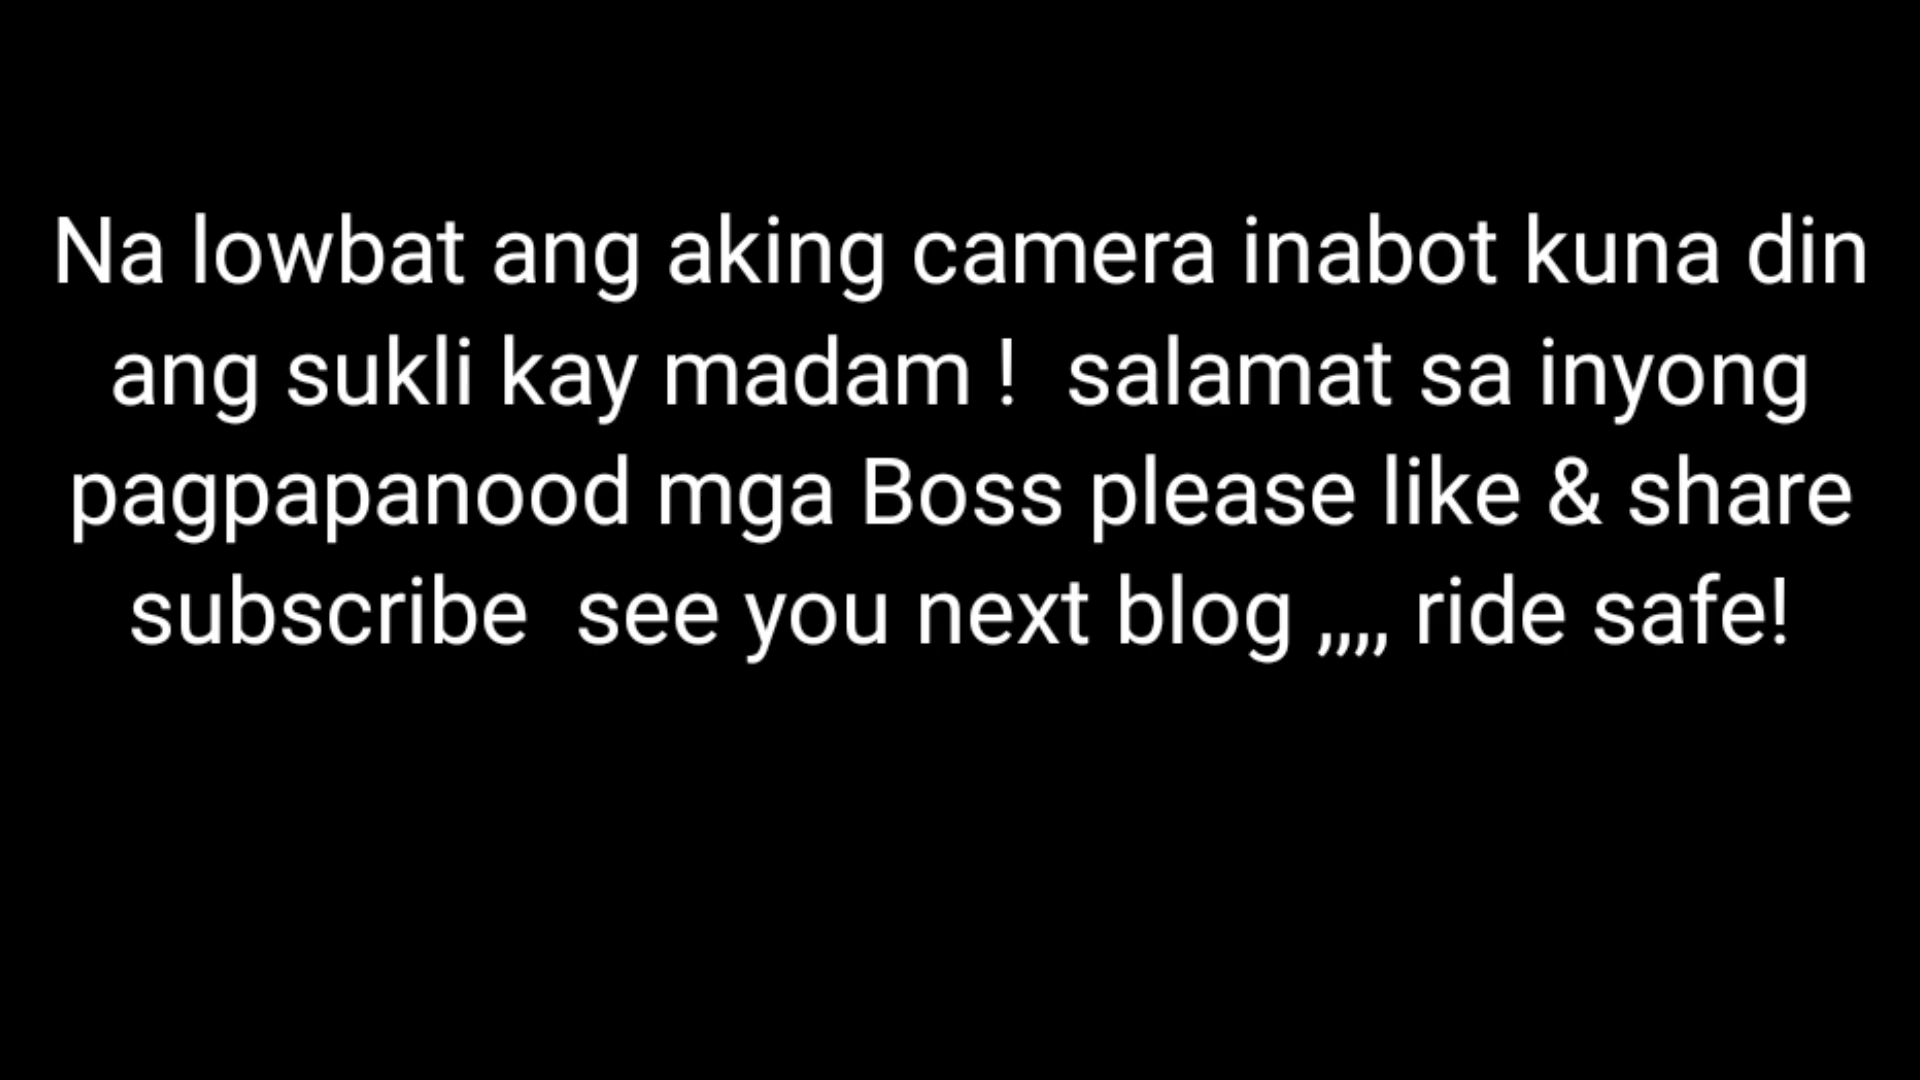 Na lowbat ang aking camera inabot kuna din
ang sukli kay madam !  salamat sa inyong
pagpapanood mga Boss please like & share
subscribe  see you next blog ,,,, ride safe!